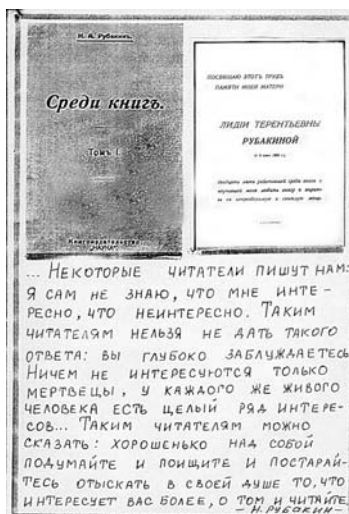 Н. А. Рубакинъ.
Среди книгъ.
Томъ I.
Книгоиздательство
"НАУКА"
ПОСВЯЩАЮ ЭТОТЪ ТРУДЪ
ПАМЯТИ МОЕЙ МАТЕРИ
ЛИДІИ ТЕРЕНТЬЕВНЫ
РУБАКИНОЙ
... НЕКОТОРЫЕ ЧИТАТЕЛИ ПИШУТ НАМ:
Я САМ НЕ ЗНАЮ, ЧТО МНЕ ИНТЕ-
РЕСНО, ЧТО НЕИНТЕРЕСНО. ТАКИМ
ЧИТАТЕЛЯМ НЕЛЬЗЯ НЕ ДАТЬ ТАКОГО
ОТВЕТА: ВЫ ГЛУБОКО ЗАБЛУЖДАЕТЕСЬ
НИЧЕМ НЕ ИНТЕРЕСУЮТСЯ ТОЛЬКО
МЕРТВЕЦЫ, У КАЖДОГО ЖЕ ЖИВОГО
ЧЕЛОВЕКА ЕСТЬ ЦЕЛЫЙ РЯД ИНТЕРЕ-
СОВ... ТАКИМ ЧИТАТЕЛЯМ МОЖНО
СКАЗАТЬ: ХОРОШЕНЬКО НАД СОБОЙ
ПОДУМАЙТЕ И ПОИЩИТЕ И ПОСТАРАЙ-
ТЕСЬ ОТЫСКАТЬ В СВОЕЙ ДУШЕ ТО, ЧТО
ИНТЕРЕСУЕТ ВАС БОЛЕЕ, О ТОМ И ЧИТАЙТЕ
- Н. РУБАКИН -